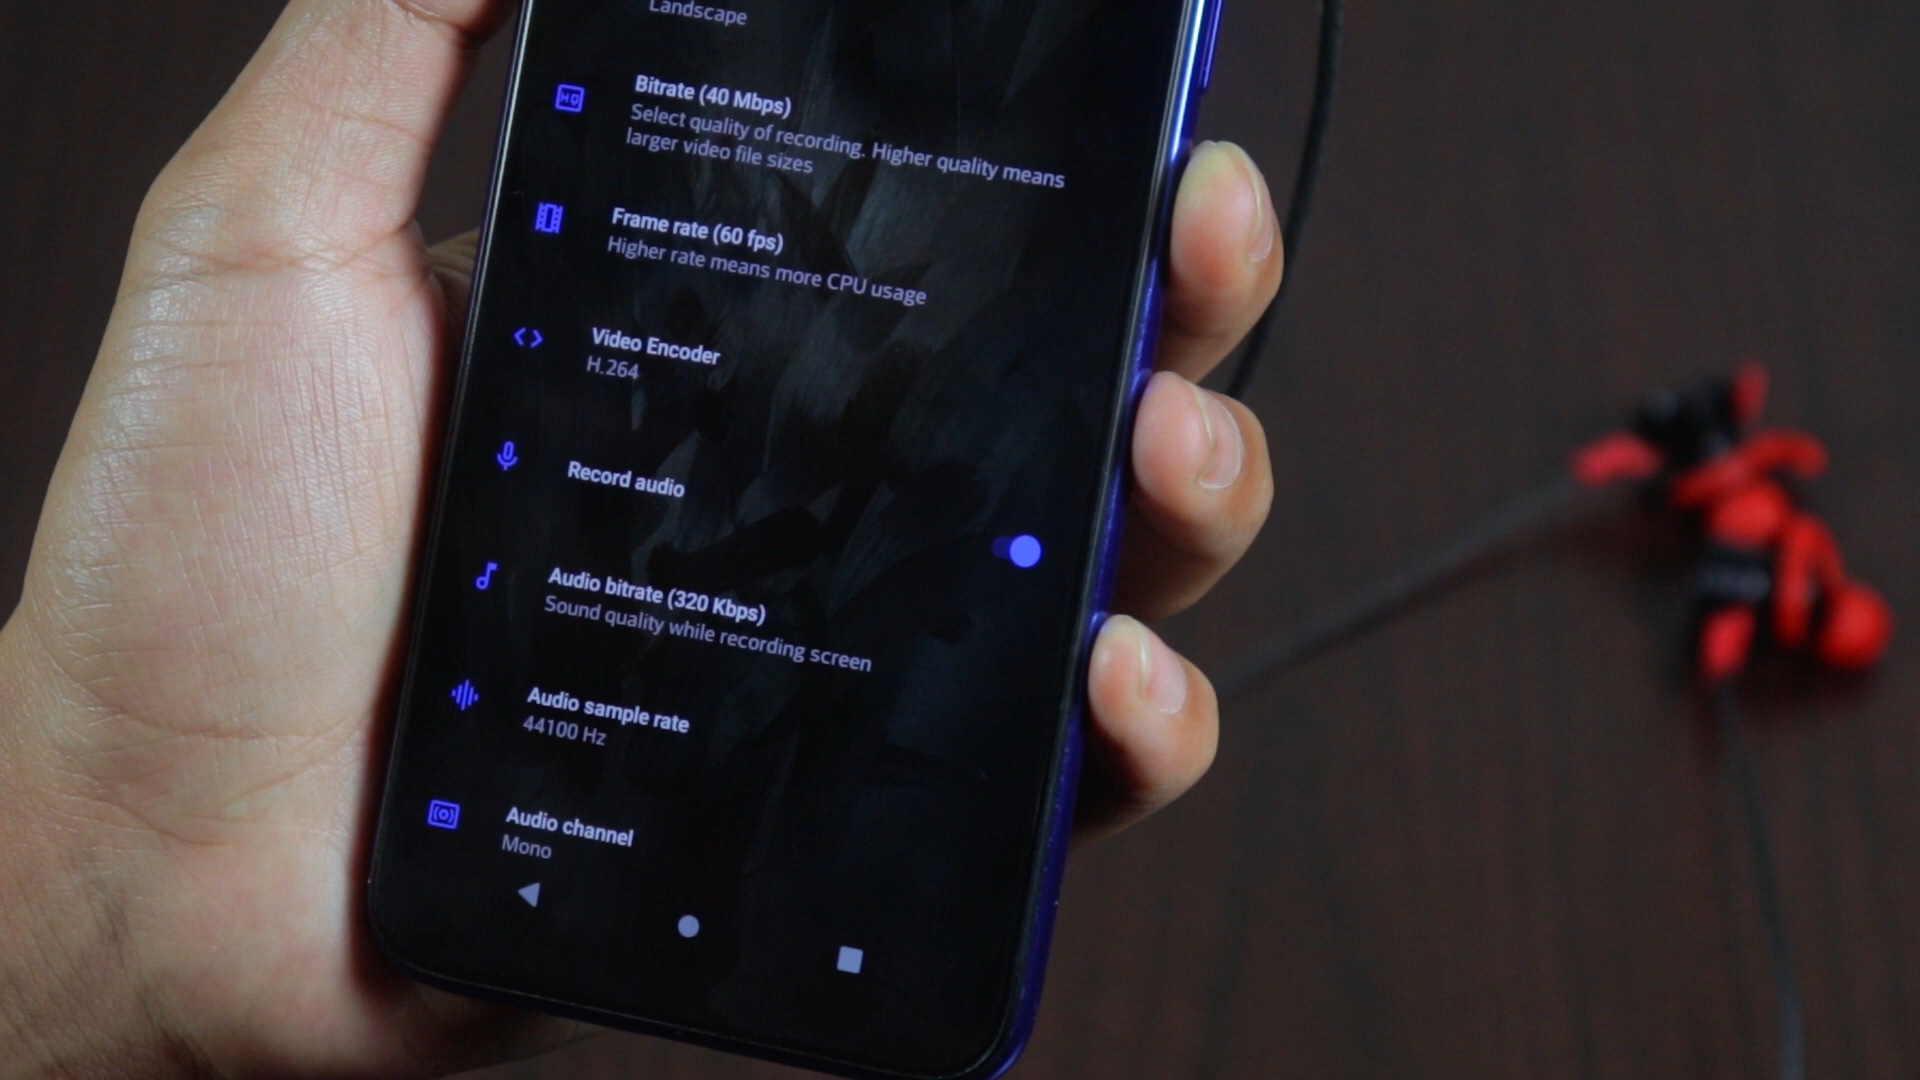 Landscape
HQ
Bitrate (40 Mbps)
Select quality of recording. Higher quality means
larger video file sizes
Frame rate (60 fps)
Higher rate means more CPU usage
Video Encoder
H.264
Record audio
Audio bitrate (320 Kbps)
Sound quality while recording screen
Audio sample rate
44100 Hz
Audio channel
Mono